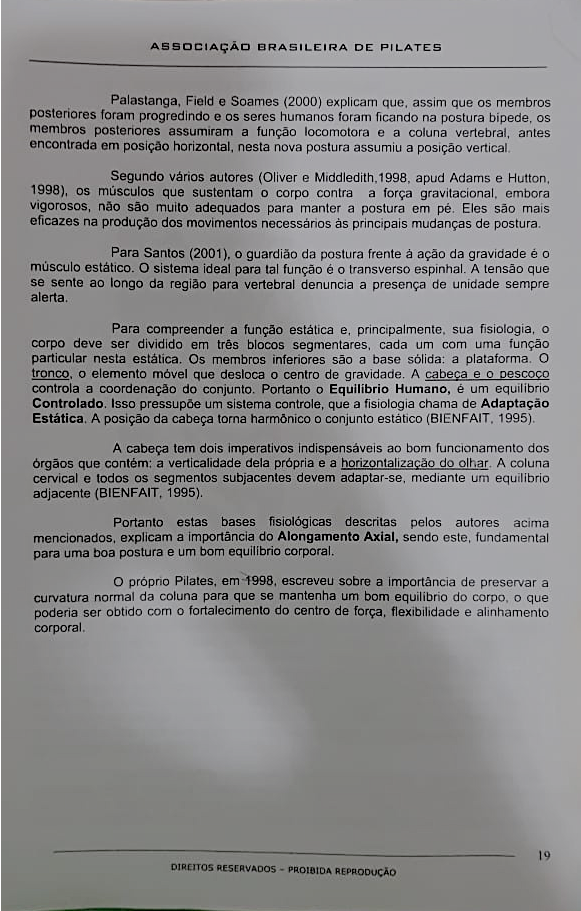 ASSOCIAÇÃO BRASILEIRA DE PILATES
Palastanga, Field e Soames (2000) explicam que, assim que os membros
posteriores foram progredindo e os seres humanos foram ficando na postura bípede, os
membros posteriores assumiram a função locomotora e a coluna vertebral, antes
encontrada em posição horizontal, nesta nova postura assumiu a posição vertical.
Segundo vários autores (Oliver e Middledith,1998, apud Adams e Hutton,
1998), os músculos que sustentam o corpo contra a força gravitacional, embora
vigorosos, não são muito adequados para manter a postura em pé. Eles são mais
eficazes na produção dos movimentos necessários às principais mudanças de postura.
Para Santos (2001), o guardião da postura frente à ação da gravidade é o
músculo estático. O sistema ideal para tal função é o transverso espinhal. A tensão que
se sente ao longo da região para vertebral denuncia a presença de unidade sempre
alerta.
Para compreender a função estática e, principalmente, sua fisiologia, o
corpo deve ser dividido em três blocos segmentares, cada um com uma função
particular nesta estática. Os membros inferiores são a base sólida: a plataforma. O
tronco, o elemento móvel que desloca o centro de gravidade. A cabeça e o pescoço
controla a coordenação do conjunto. Portanto o Equilíbrio Humano, é um equilíbrio
Controlado. Isso pressupõe um sistema controle, que a fisiologia chama de Adaptação
Estática. A posição da cabeça torna harmônico o conjunto estático (BIENFAIT, 1995).
A cabeça tem dois imperativos indispensáveis ao bom funcionamento dos
órgãos que contém: a verticalidade dela própria e a horizontalização do olhar. A coluna
cervical e todos os segmentos subjacentes devem adaptar-se, mediante um equilíbrio
adjacente (BIENFAIT, 1995).
Portanto estas bases fisiológicas descritas pelos autores acima
mencionados, explicam a importância do Alongamento Axial, sendo este, fundamental
para uma boa postura e um bom equilíbrio corporal.
O próprio Pilates, em 1998, escreveu sobre a importância de preservar a
curvatura normal da coluna para que se mantenha um bom equilíbrio do corpo, o que
poderia ser obtido com o fortalecimento do centro de força, flexibilidade e alinhamento
corporal.
19
DIREITOS RESERVADOS – PROIBIDA REPRODUÇÃO